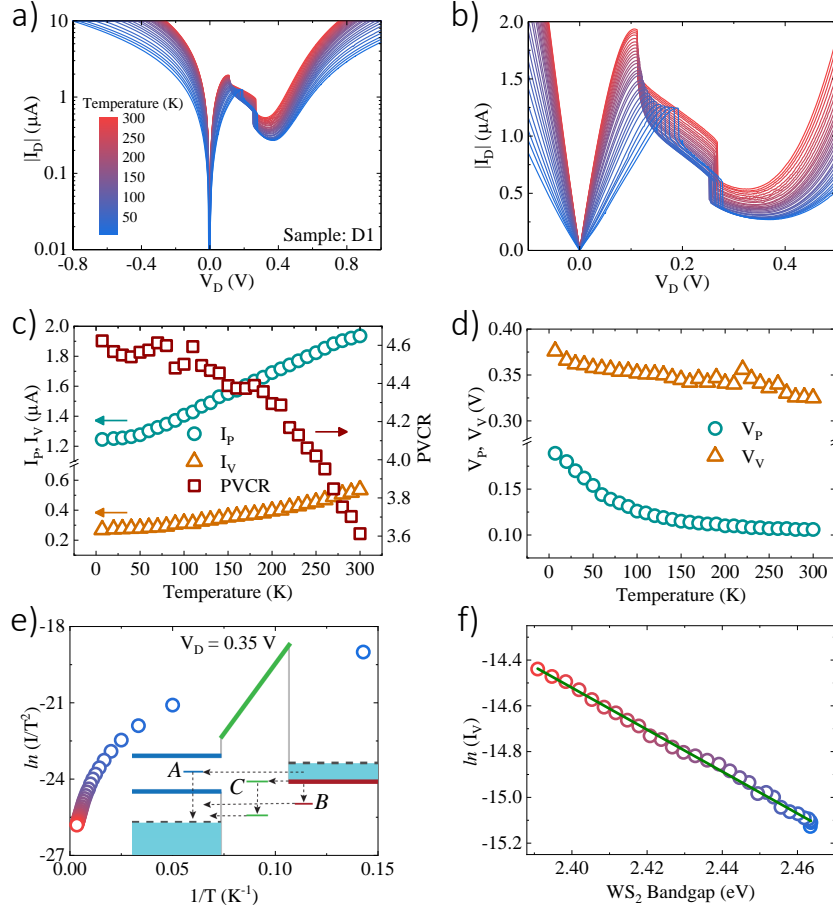 a)
10
1
0.1
0.01
|I_D| (μA)
Temperature (K)
300
250
200
150
100
50
Sample: D1
-0.8 -0.4 0.0 0.4 0.8
V_D (V)
b)
2.0
1.5
1.0
0.5
0.0
|I_D| (μA)
0.0 0.2 0.4
V_D (V)
c)
2.0
1.8
1.6
1.4
1.2
0.6
0.4
0.2
I_P, I_V (μA)
4.6
4.4
4.2
4.0
3.8
3.6
PVCR
I_P
I_V
PVCR
0 50 100 150 200 250 300
Temperature (K)
d)
0.40
0.35
0.15
0.10
V_P, V_V (V)
V_P
V_V
0 50 100 150 200 250 300
Temperature (K)
e)
-18
-21
-24
-27
ln (I/T²)
V_D = 0.35 V
A
C
B
0.00 0.05 0.10 0.15
1/T (K⁻¹)
f)
-14.4
-14.6
-14.8
-15.0
-15.2
ln (I_V)
2.40 2.42 2.44 2.46
WS₂ Bandgap (eV)